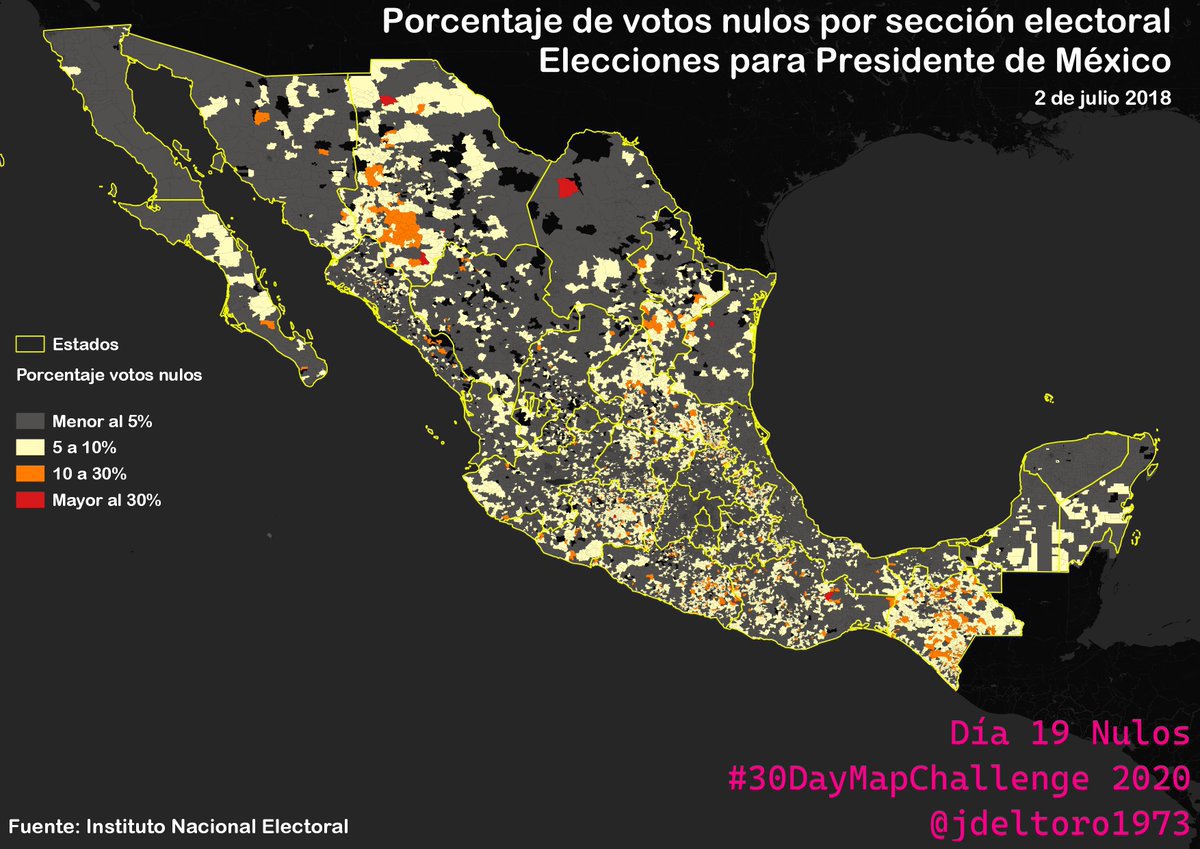 Porcentaje de votos nulos por sección electoral
Elecciones para Presidente de México
2 de julio 2018
Estados
Porcentaje votos nulos
Menor al 5%
5 a 10%
10 a 30%
Mayor al 30%
Día 19 Nulos
#30DayMapChallenge 2020
@jdeltoro1973
Fuente: Instituto Nacional Electoral